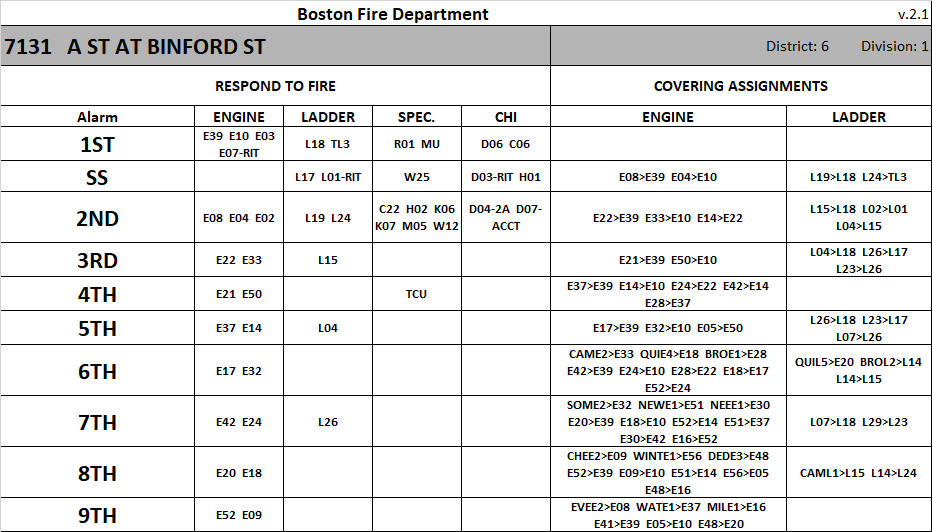 Boston Fire Department v.2.1
7131 A ST AT BINFORD ST District: 6 Division: 1
RESPOND TO FIRE COVERING ASSIGNMENTS
Alarm ENGINE LADDER SPEC. CHI ENGINE LADDER
1ST E39 E10 E03 L18 TL3 R01 MU D06 C06
E07-RIT
SS L17 L01-RIT W25 D03-RIT H01 E08>E39 E04>E10 L19>L18 L24>TL3
2ND E08 E04 E02 L19 L24 C22 H02 K06 D04-2A D07- E22>E39 E33>E10 E14>E22 L15>L18 L02>L01
K07 M05 W12 ACCT L04>L15
3RD E22 E33 L15 E21>E39 E50>E10 L04>L18 L26>L17
L23>L26
4TH E21 E50 TCU E37>E39 E14>E10 E24>E22 E42>E14
E28>E37
5TH E37 E14 L04 E17>E39 E32>E10 E05>E50 L26>L18 L23>L17
L07>L26
6TH E17 E32 CAME2>E33 QUIE4>E18 BROE1>E28 QUIL5>E20 BROL2>L14
E42>E39 E24>E10 E28>E22 E18>E17 L14>L15
E52>E24
7TH E42 E24 L26 SOME2>E32 NEWE1>E51 NEEE1>E30 L07>L18 L29>L23
E20>E39 E18>E10 E52>E14 E51>E37
E30>E42 E16>E52
8TH E20 E18 CHEE2>E09 WINTE1>E56 DEDE3>E48 CAML1>L15 L14>L24
E52>E39 E09>E10 E51>E14 E56>E05
E48>E16
9TH E52 E09 EVEE2>E08 WATE1>E37 MILE1>E16
E41>E39 E05>E10 E48>E20